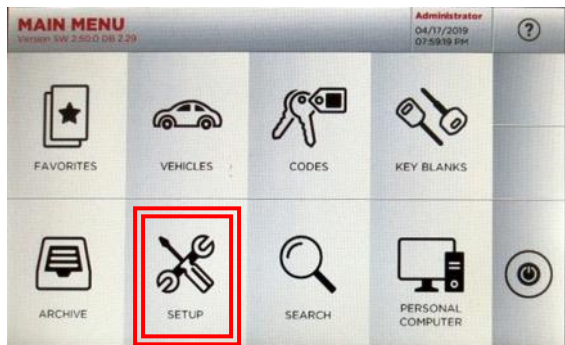 MAIN MENU
Version SW 2.50.0 DB 2.29
Administrator
04/17/2019
07:59:19 PM
?
FAVORITES
VEHICLES
CODES
KEY BLANKS
ARCHIVE
SETUP
SEARCH
PERSONAL
COMPUTER